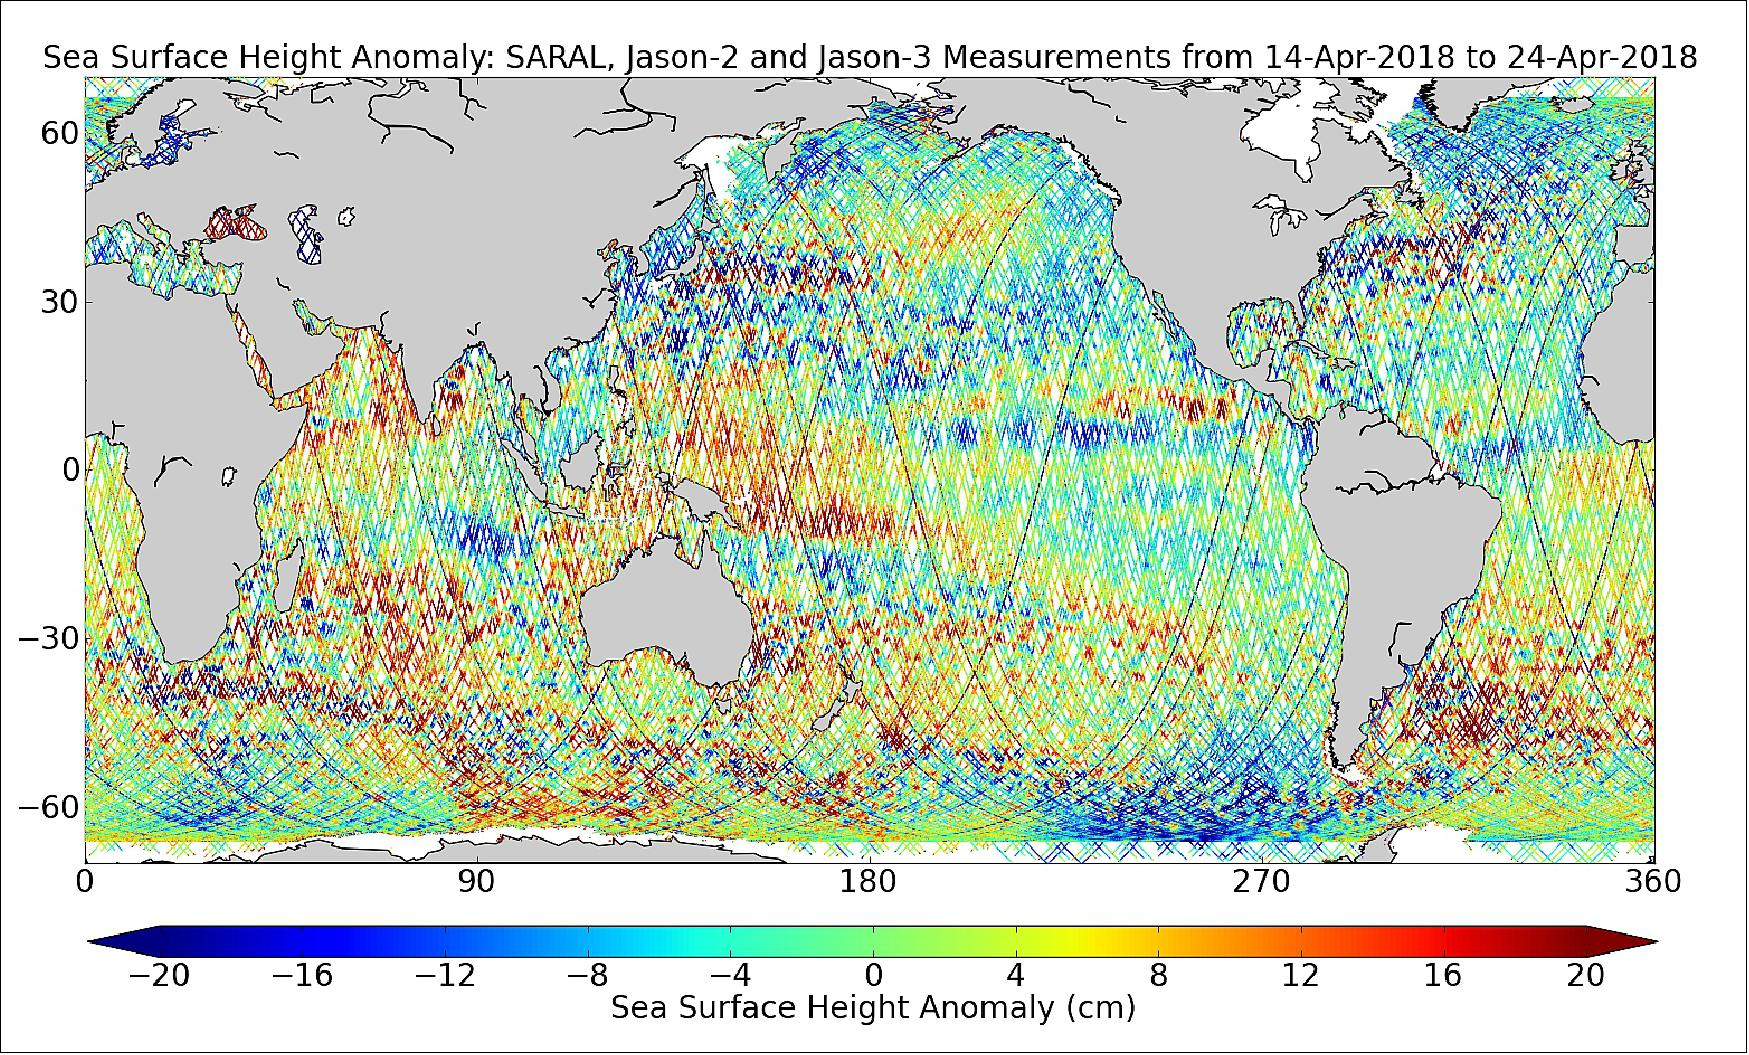 Sea Surface Height Anomaly: SARAL, Jason-2 and Jason-3 Measurements from 14-Apr-2018 to 24-Apr-2018
60
30
0
−30
−60
0 90 180 270 360
−20 −16 −12 −8 −4 0 4 8 12 16 20
Sea Surface Height Anomaly (cm)